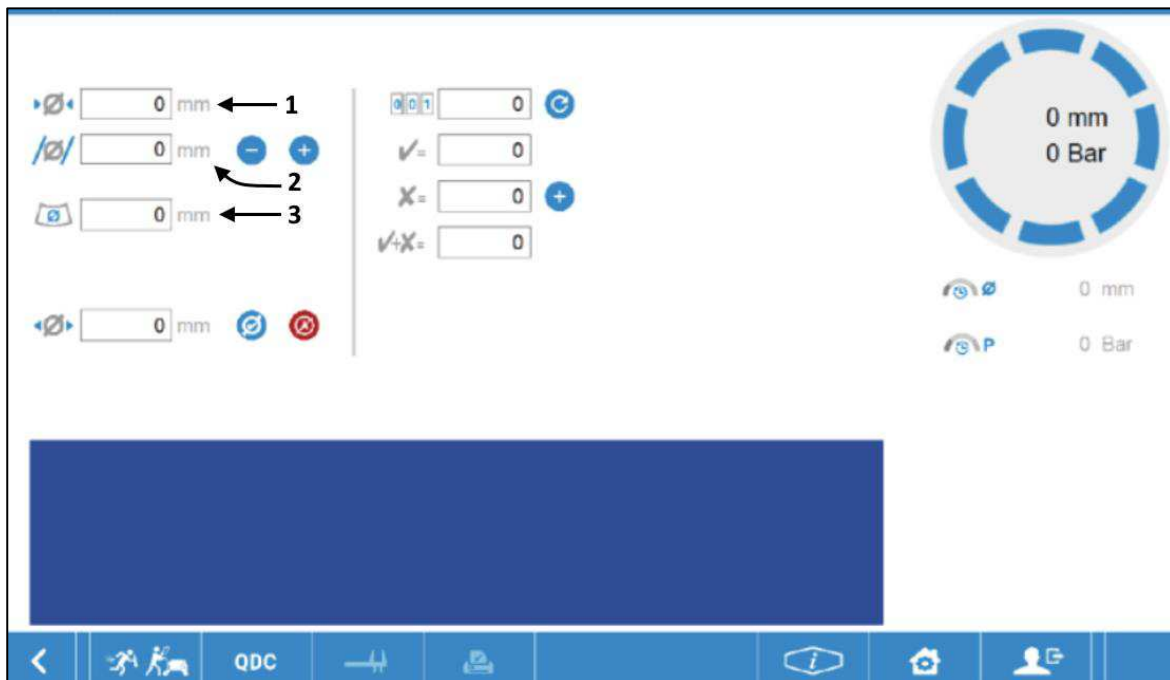 0 mm 1
0 mm - +
2
0 mm 3
0 mm
001 0
✔= 0
✘= 0 +
✔+✘= 0
0 mm
0 Bar
Ø 0 mm
P 0 Bar
QDC
i